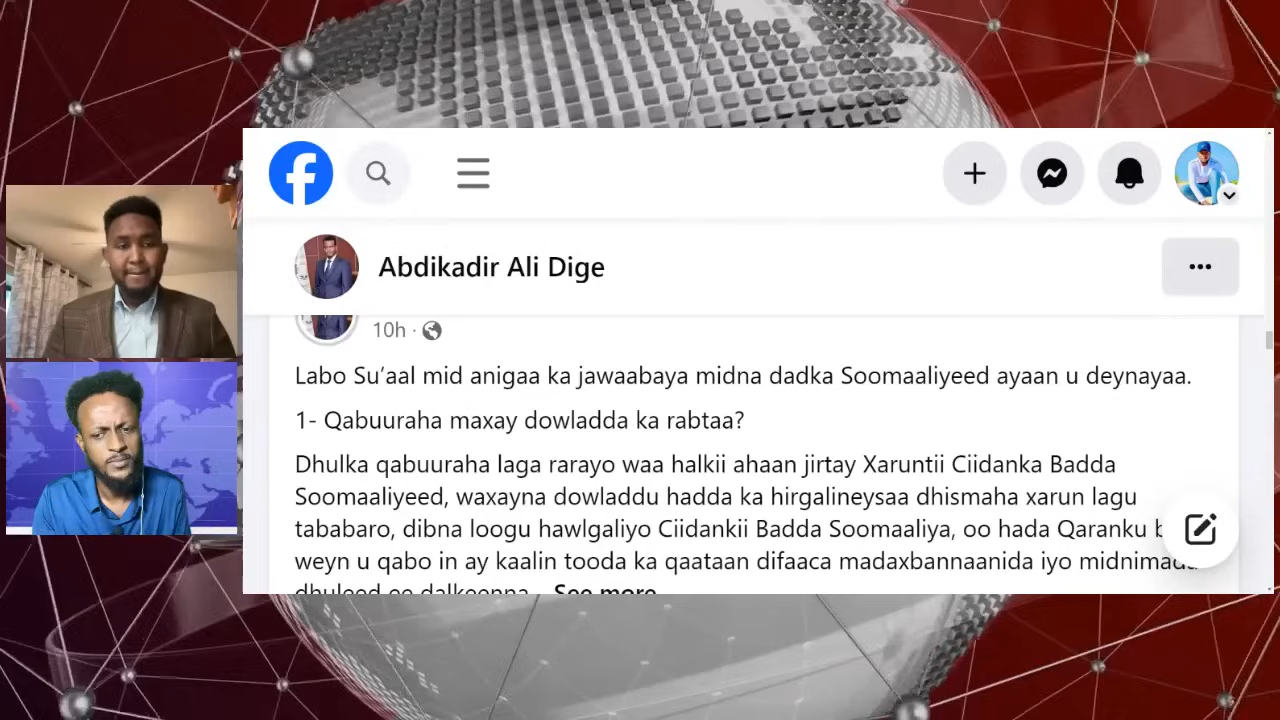 Abdikadir Ali Dige
10h ·
Labo Su’aal mid anigaa ka jawaabaya midna dadka Soomaaliyeed ayaan u deynayaa.
1- Qabuuraha maxay dowladda ka rabtaa?
Dhulka qabuuraha laga rarayo waa halkii ahaan jirtay Xaruntii Ciidanka Badda
Soomaaliyeed, waxayna dowladdu hadda ka hirgalineysaa dhismaha xarun lagu
tababaro, dibna loogu hawlgaliyo Ciidankii Badda Soomaaliya, oo hada Qaranku
weyn u qabo in ay kaalin tooda ka qaataan difaaca madaxbannaanida iyo midnimada
dhuleed ee dalkeenna... See more